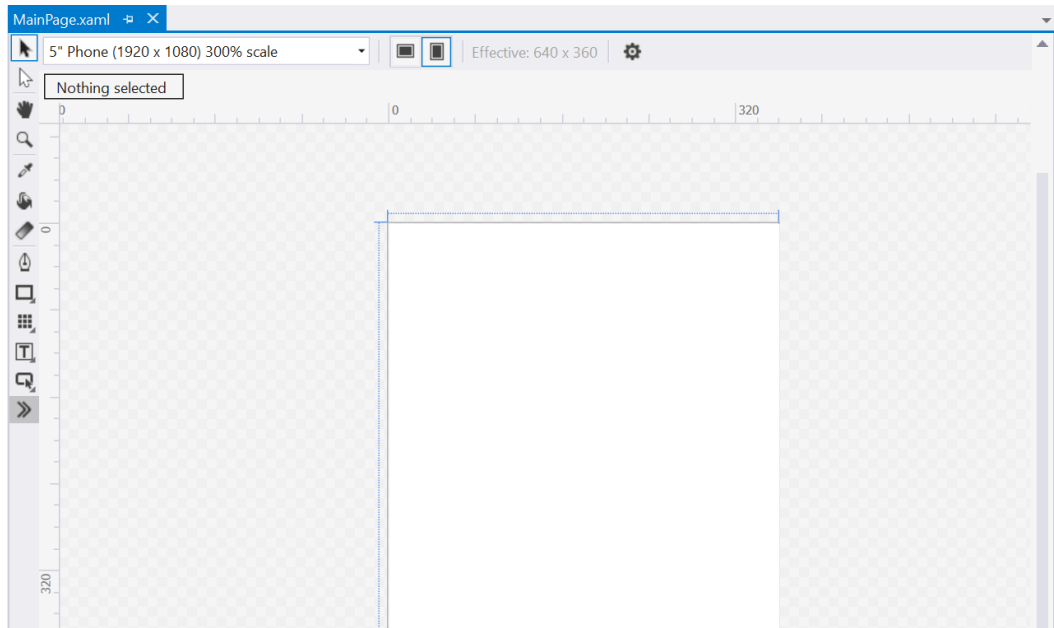 MainPage.xaml
5" Phone (1920 x 1080) 300% scale
Effective: 640 x 360
Nothing selected
0 0 320
0
T
320